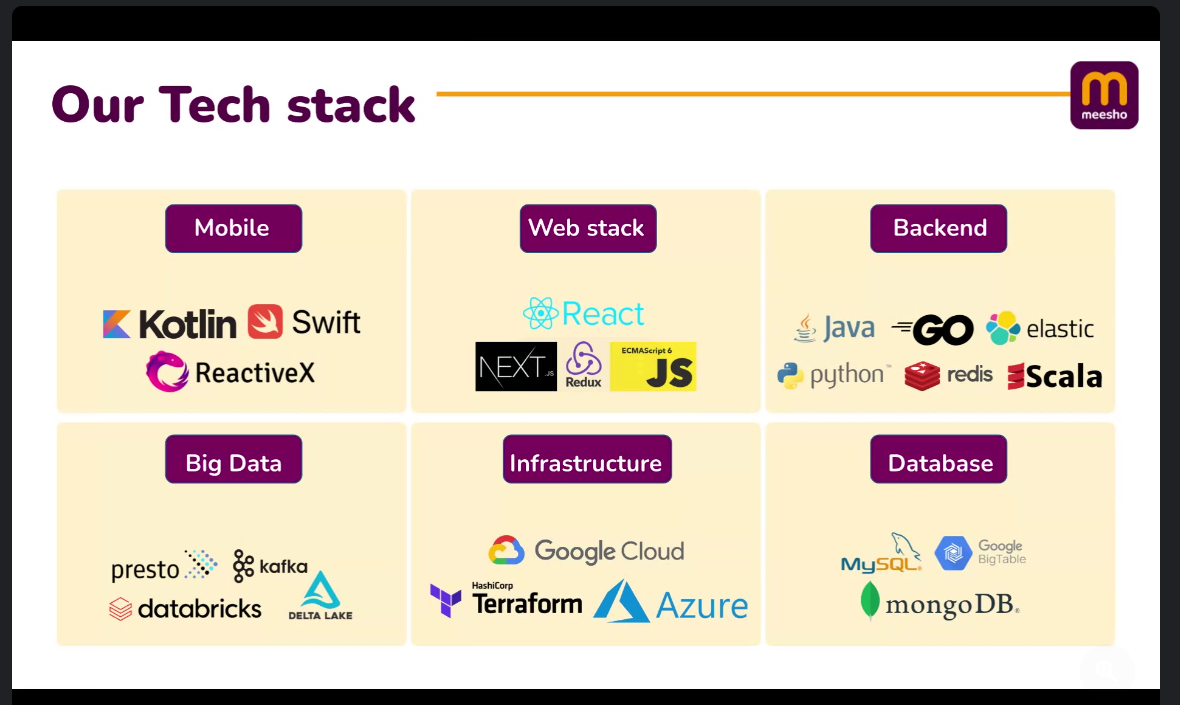 Our Tech stack
meesho
Mobile
Kotlin Swift
ReactiveX
Web stack
React
NEXT.JS Redux ECMAScript 6 JS
Backend
Java GO elastic
python™ redis Scala
Big Data
presto kafka
databricks DELTA LAKE
Infrastructure
Google Cloud
HashiCorp
Terraform Azure
Database
MySQL® Google
BigTable
mongoDB®